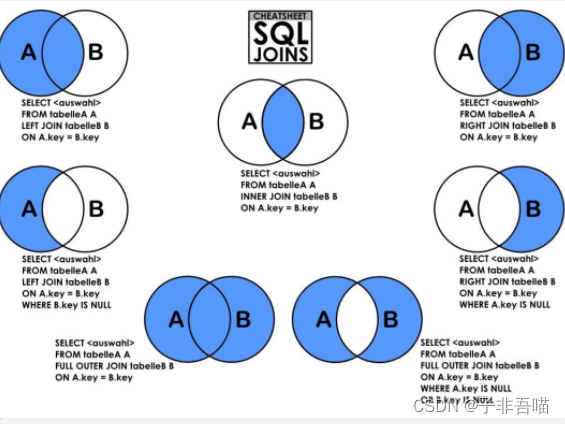 CHEATSHEET
SQL
JOINS
A B
SELECT <auswahl>
FROM tabelleA A
LEFT JOIN tabelleB B
ON A.key = B.key
A B
SELECT <auswahl>
FROM tabelleA A
INNER JOIN tabelleB B
ON A.key = B.key
A B
SELECT <auswahl>
FROM tabelleA A
RIGHT JOIN tabelleB B
ON A.key = B.key
A B
SELECT <auswahl>
FROM tabelleA A
LEFT JOIN tabelleB B
ON A.key = B.key
WHERE B.key IS NULL
A B
SELECT <auswahl>
FROM tabelleA A
RIGHT JOIN tabelleB B
ON A.key = B.key
WHERE A.key IS NULL
A B
SELECT <auswahl>
FROM tabelleA A
FULL OUTER JOIN tabelleB B
ON A.key = B.key
A B
SELECT <auswahl>
FROM tabelleA A
FULL OUTER JOIN tabelleB B
ON A.key = B.key
WHERE A.key IS NULL
OR B.key IS NULL
CSDN @子非吾喵